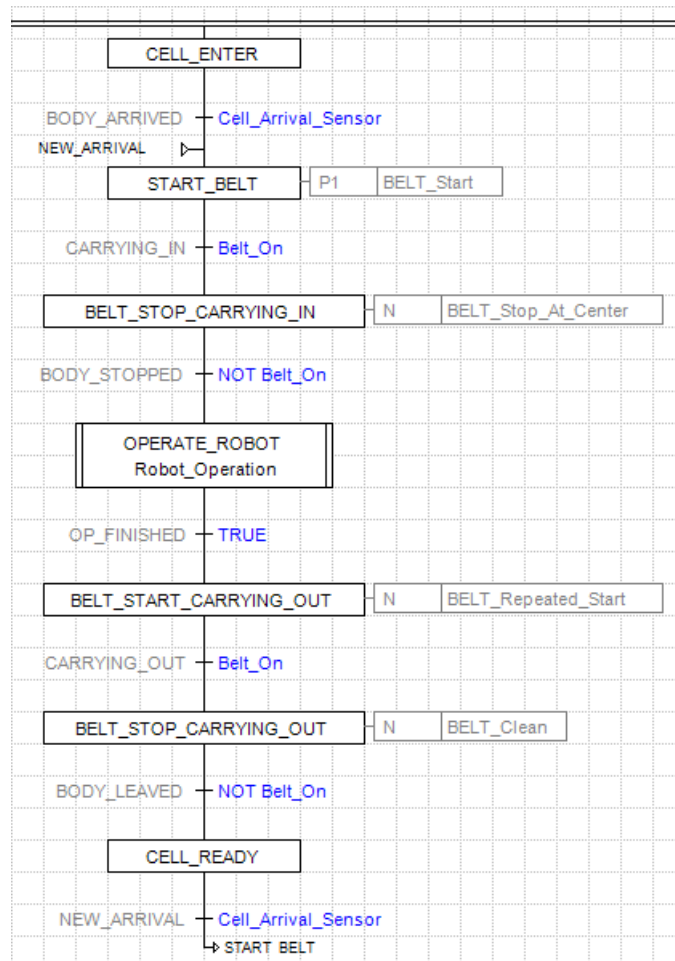 CELL_ENTER
BODY_ARRIVED Cell_Arrival_Sensor
NEW_ARRIVAL
START_BELT P1 BELT_Start
CARRYING_IN Belt_On
BELT_STOP_CARRYING_IN N BELT_Stop_At_Center
BODY_STOPPED NOT Belt_On
OPERATE_ROBOT
Robot_Operation
OP_FINISHED TRUE
BELT_START_CARRYING_OUT N BELT_Repeated_Start
CARRYING_OUT Belt_On
BELT_STOP_CARRYING_OUT N BELT_Clean
BODY_LEAVED NOT Belt_On
CELL_READY
NEW_ARRIVAL Cell_Arrival_Sensor
START BELT